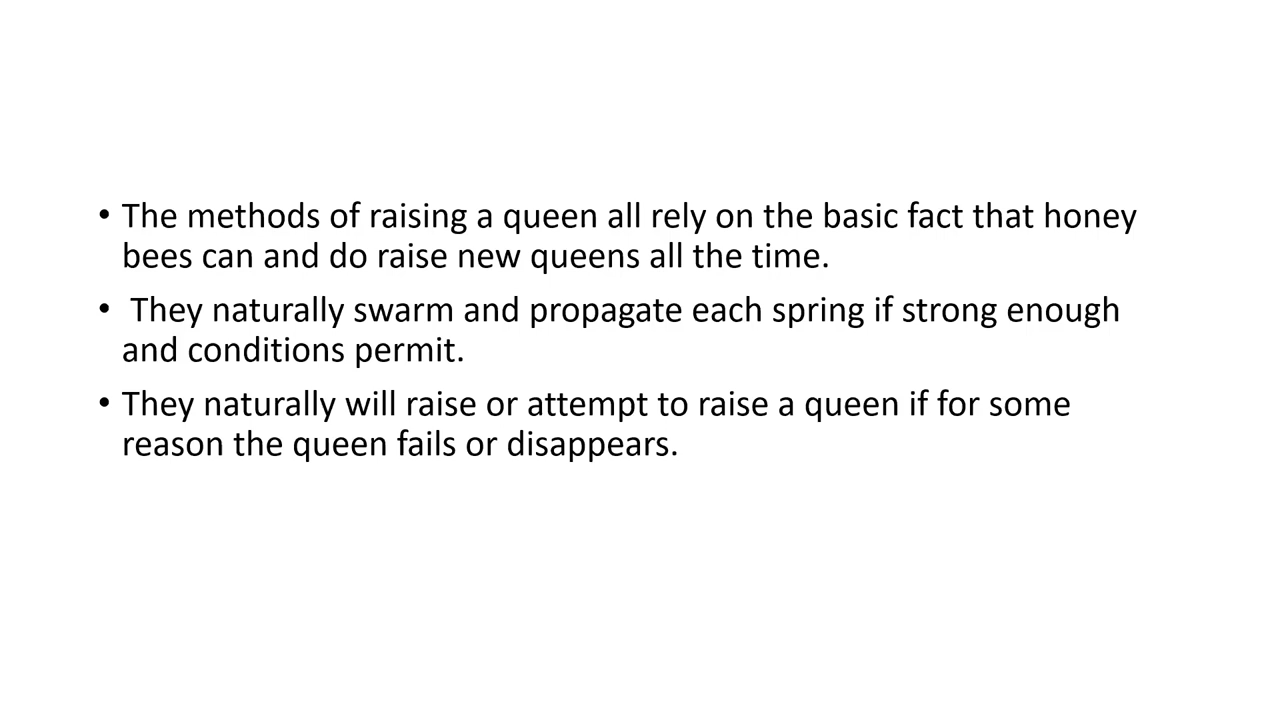 • The methods of raising a queen all rely on the basic fact that honey
bees can and do raise new queens all the time.
• They naturally swarm and propagate each spring if strong enough
and conditions permit.
• They naturally will raise or attempt to raise a queen if for some
reason the queen fails or disappears.